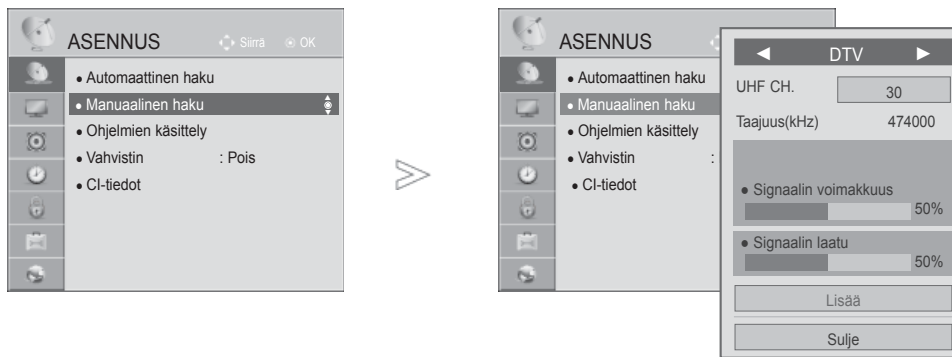 ASENNUS Siirrä OK
• Automaattinen haku
• Manuaalinen haku
• Ohjelmien käsittely
• Vahvistin : Pois
• CI-tiedot
ASENNUS
• Automaattinen haku
• Manuaalinen haku
• Ohjelmien käsittely
• Vahvistin :
• CI-tiedot
◄ DTV ►
UHF CH. 30
Taajuus(kHz) 474000
• Signaalin voimakkuus
50%
• Signaalin laatu
50%
Lisää
Sulje